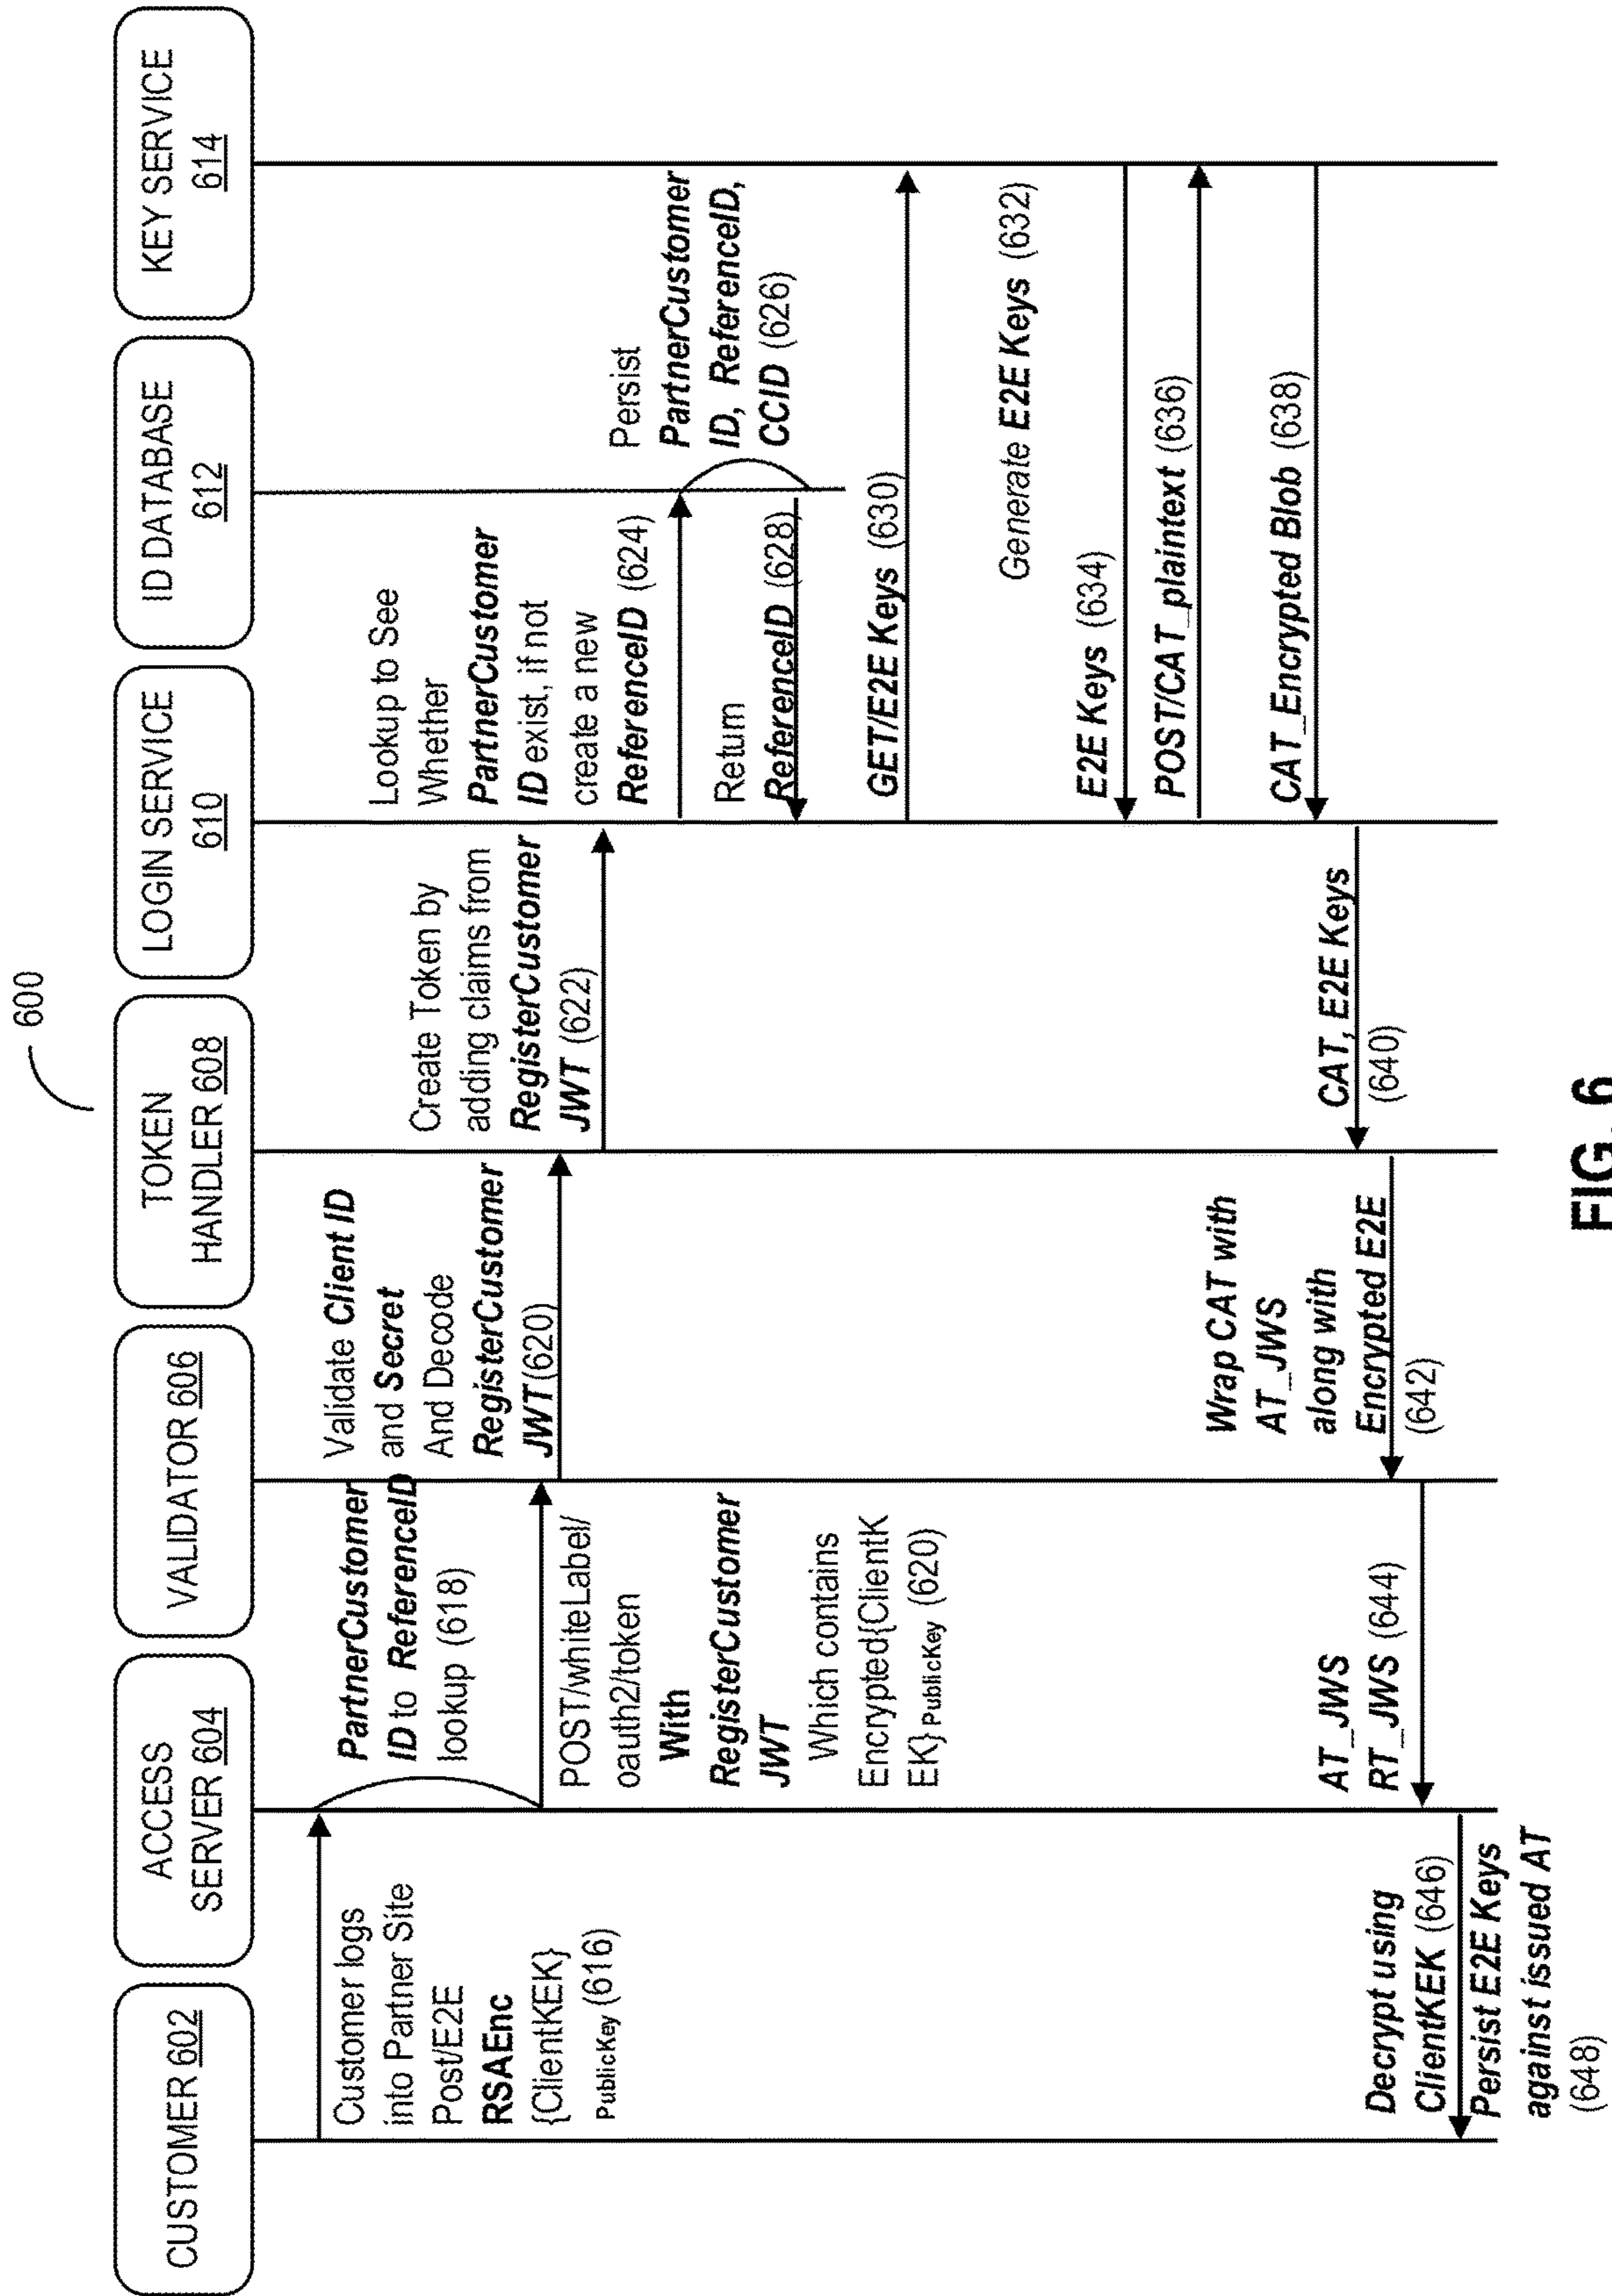 600
CUSTOMER 602
ACCESS
SERVER 604
VALIDATOR 606
TOKEN
HANDLER 608
LOGIN SERVICE
610
ID DATABASE
612
KEY SERVICE
614
Customer logs
into Partner Site
Post/E2E
RSAEnc
{ClientKEK}
PublicKey (616)
PartnerCustomer
ID to ReferenceID
lookup (618)
POST/whiteLabel/
oauth2/token
With
RegisterCustomer
JWT
Which contains
Encrypted{ClientK
EK} PublicKey (620)
Validate Client ID
and Secret
And Decode
RegisterCustomer
JWT(620)
Create Token by
adding claims from
RegisterCustomer
JWT (622)
Lookup to See
Whether
PartnerCustomer
ID exist, if not
create a new
ReferenceID (624)
Persist
PartnerCustomer
ID, ReferenceID,
CCID (626)
Return
ReferenceID (628)
GET/E2E Keys (630)
Generate E2E Keys (632)
E2E Keys (634)
POST/CAT_plaintext (636)
CAT_Encrypted Blob (638)
CAT, E2E Keys
(640)
Wrap CAT with
AT_JWS
along with
Encrypted E2E
(642)
AT_JWS
RT_JWS (644)
Decrypt using
ClientKEK (646)
Persist E2E Keys
against issued AT
(648)
FIG. 6